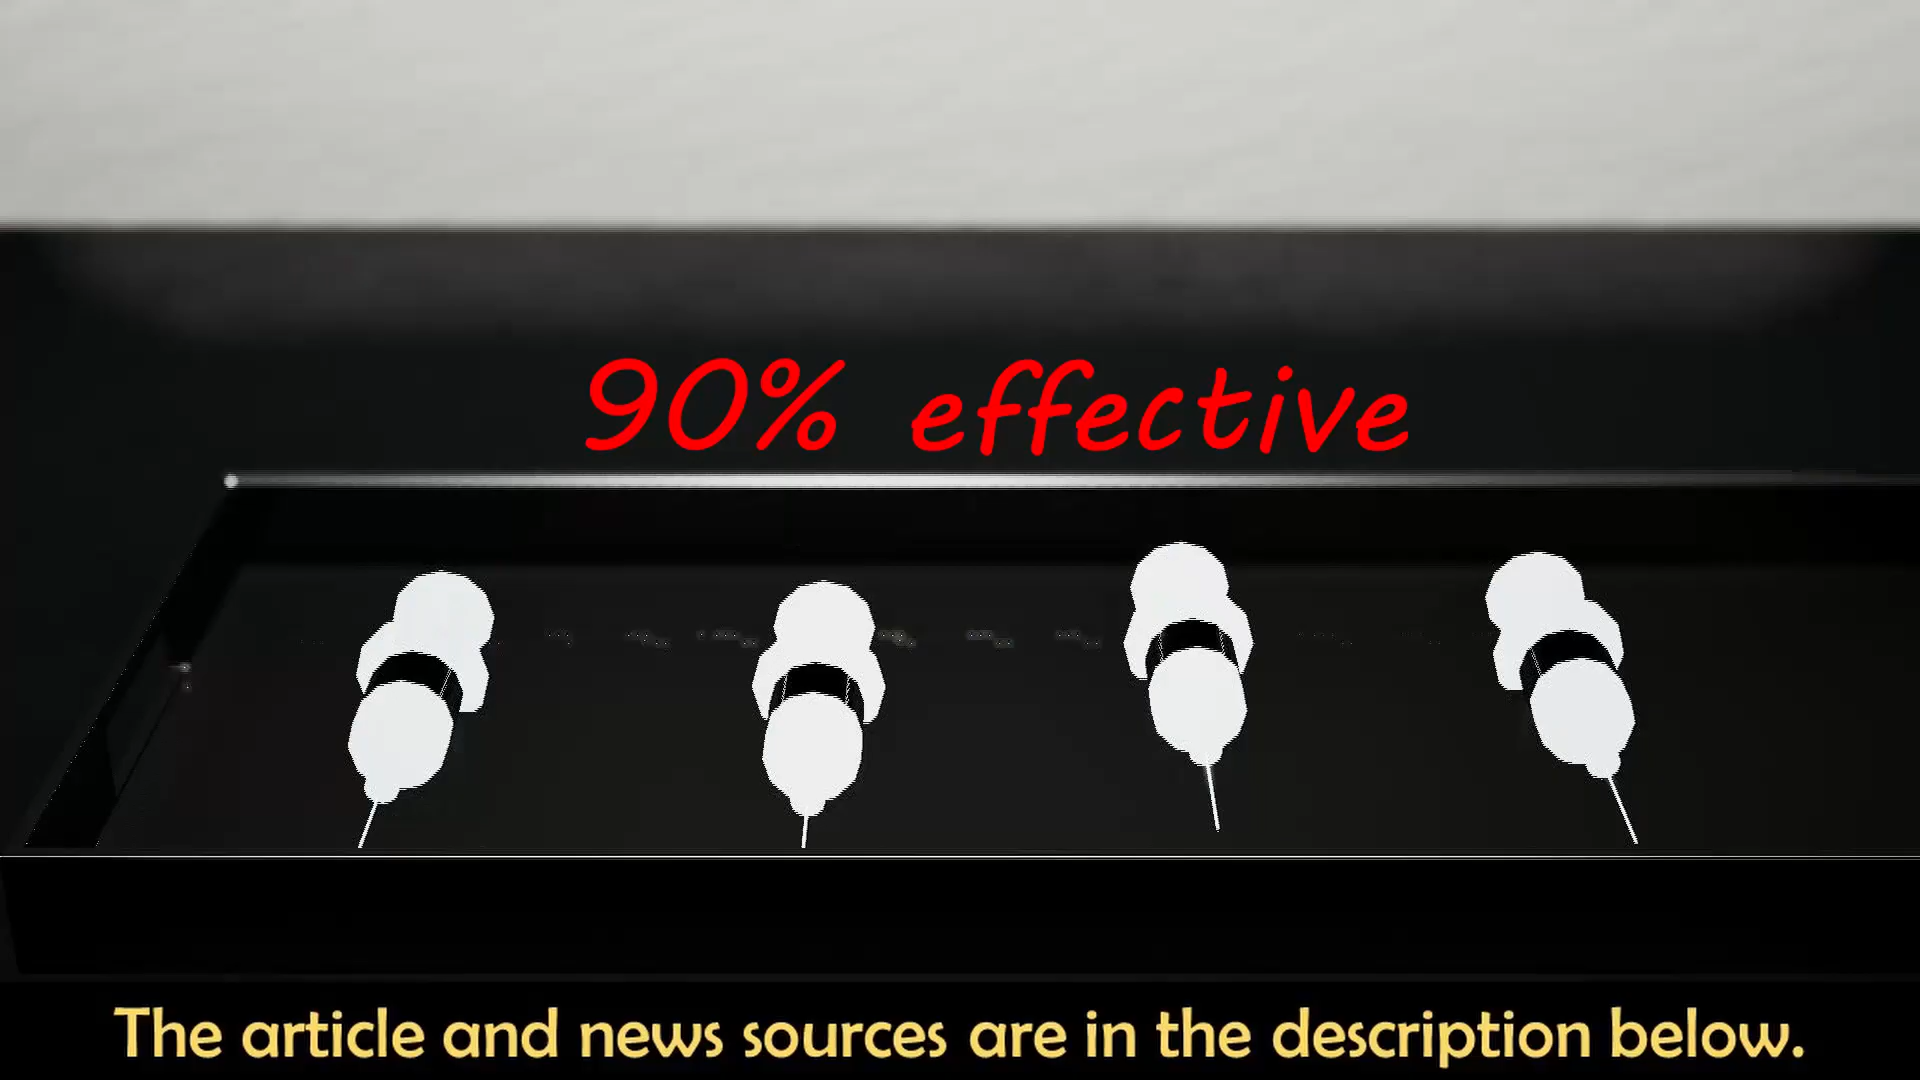 90% effective
The article and news sources are in the description below.